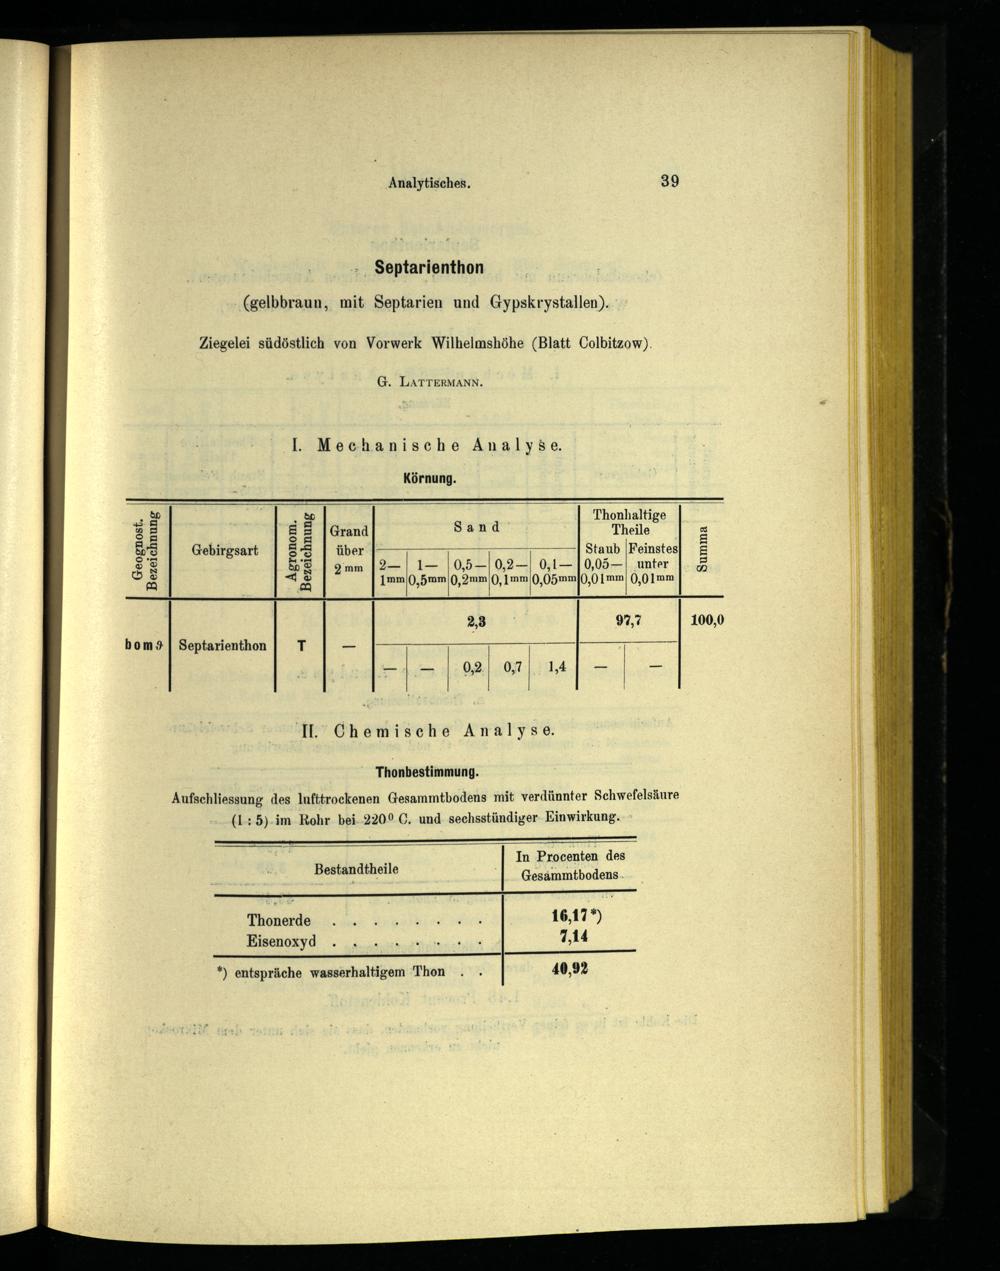 Analytisches. 39
Septarienthon
(gelbbraun, mit Septarien und Gypskrystallen).
Ziegelei südöstlich von Vorwerk Wilhelmshöhe (Blatt Colbitzow).
G. LATTERMANN.
I. Mechanische Analyse.
Körnung.
Geognost. Bezeichnung
Gebirgsart
Agronom. Bezeichnung
Grand über 2mm
Sand
2— 1mm
1— 0,5mm
0,5— 0,2mm
0,2— 0,1mm
0,1— 0,05mm
Thonhaltige Theile
Staub 0,05— 0,01mm
Feinstes unter 0,01mm
Summa
2,3 97,7 100,0
bomϑ Septarienthon T —
— — 0,2 0,7 1,4 — —
II. Chemische Analyse.
Thonbestimmung.
Aufschliessung des lufttrockenen Gesammtbodens mit verdünnter Schwefelsäure
(1 : 5) im Rohr bei 220⁰ C. und sechsstündiger Einwirkung.
Bestandtheile
In Procenten des
Gesammtbodens
Thonerde . . . . . . . . 16,17*)
Eisenoxyd . . . . . . . . 7,14
*) entspräche wasserhaltigem Thon . . 40,92